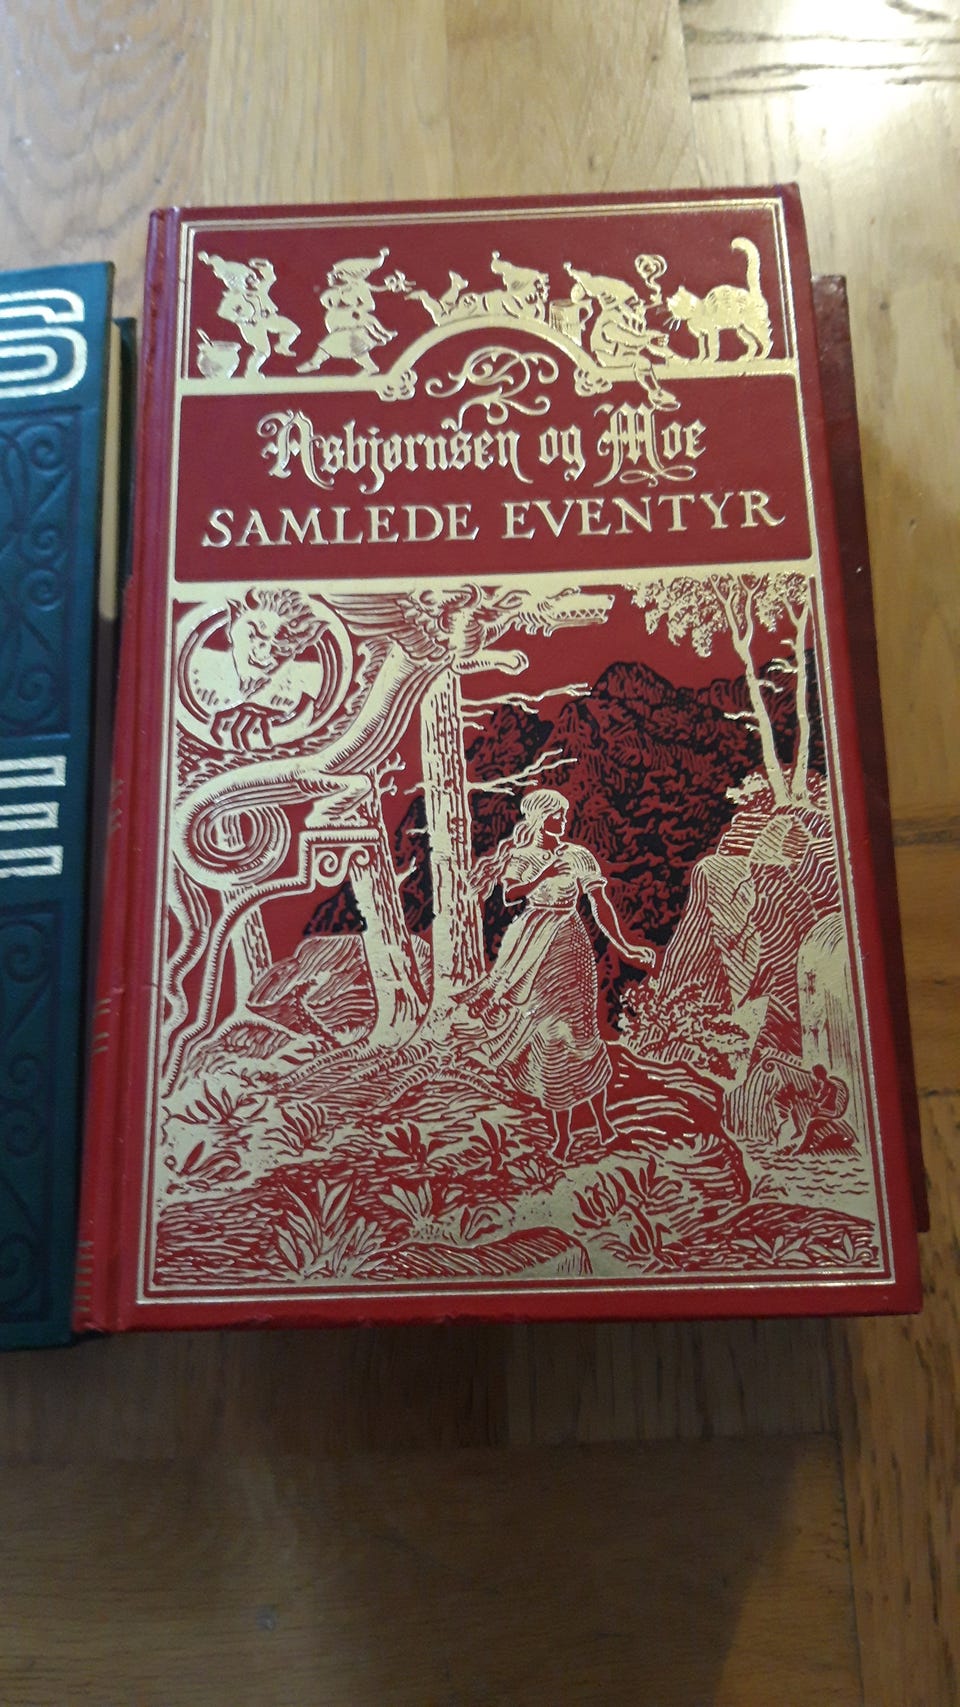 Asbjørnsen og Moe
SAMLEDE EVENTYR
S
E